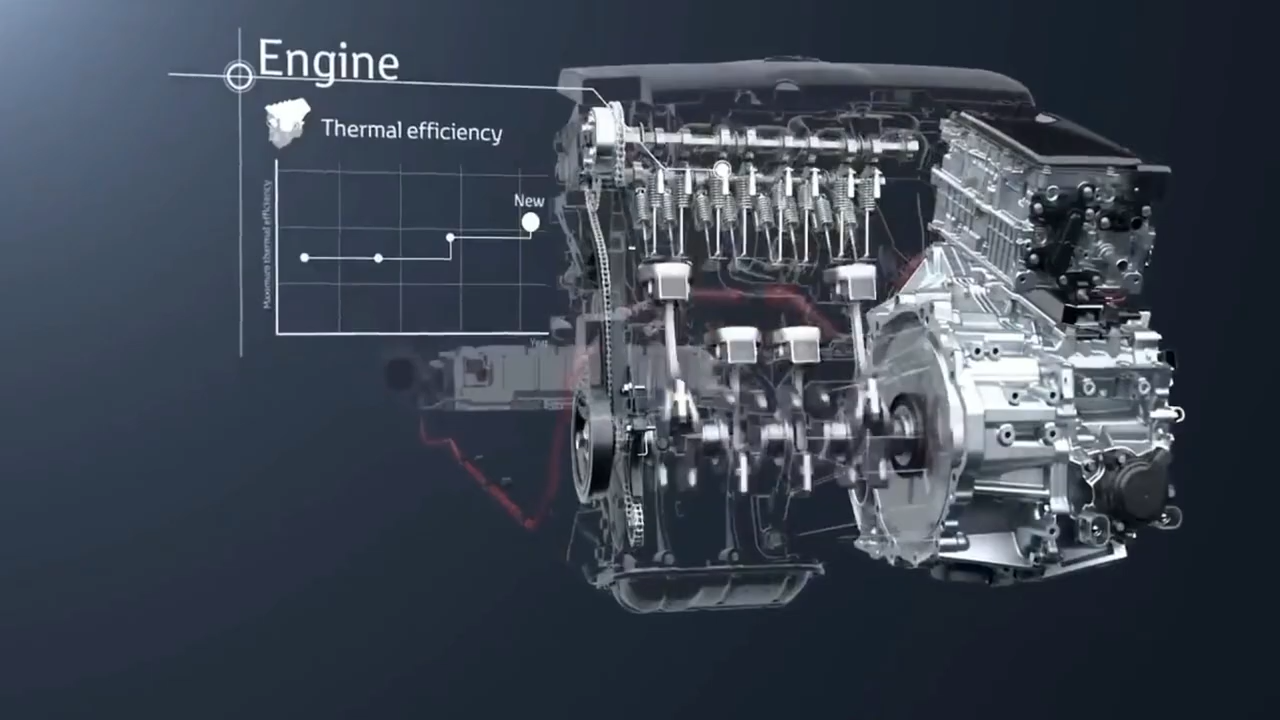 Engine
Thermal efficiency
New
Maximum thermal efficiency
Year